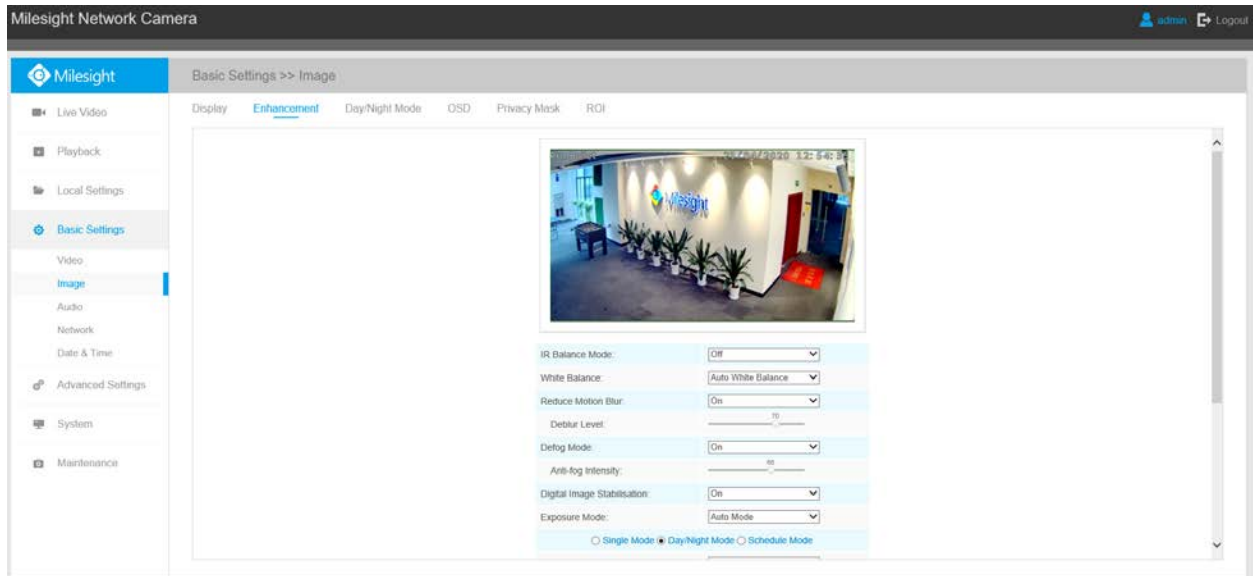 Milesight Network Camera
admin Logout
Milesight
Basic Settings >> Image
Live Video
Playback
Local Settings
Basic Settings
Video
Image
Audio
Network
Date & Time
Advanced Settings
System
Maintenance
Display Enhancement Day/Night Mode OSD Privacy Mask ROI
Milesight
IR Balance Mode: Off
White Balance: Auto White Balance
Reduce Motion Blur: On
Deblur Level: 70
Defog Mode: On
Anti-fog Intensity:
Digital Image Stabilisation: On
Exposure Mode: Auto Mode
Single Mode Day/Night Mode Schedule Mode